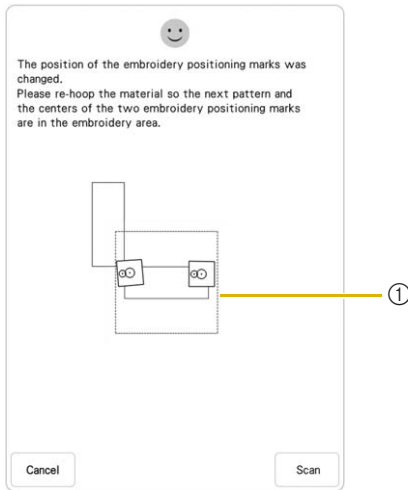 The position of the embroidery positioning marks was
changed.
Please re-hoop the material so the next pattern and
the centers of the two embroidery positioning marks
are in the embroidery area.
①
Cancel
Scan